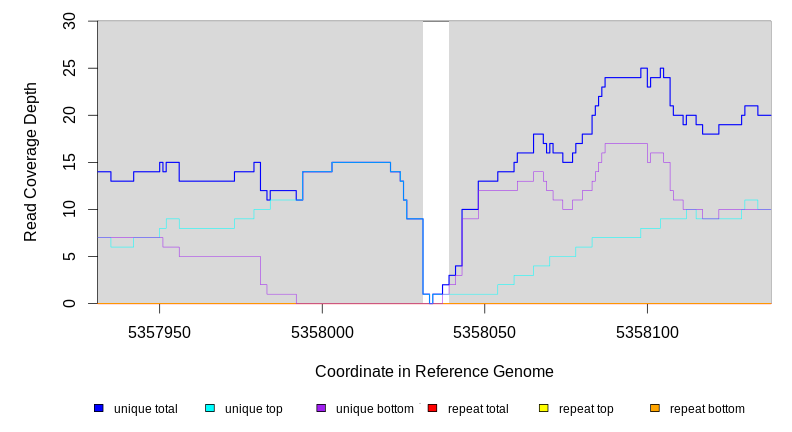 30
25
20
15
10
5
0
Read Coverage Depth
5357950 5358000 5358050 5358100
Coordinate in Reference Genome
unique total unique top unique bottom repeat total repeat top repeat bottom